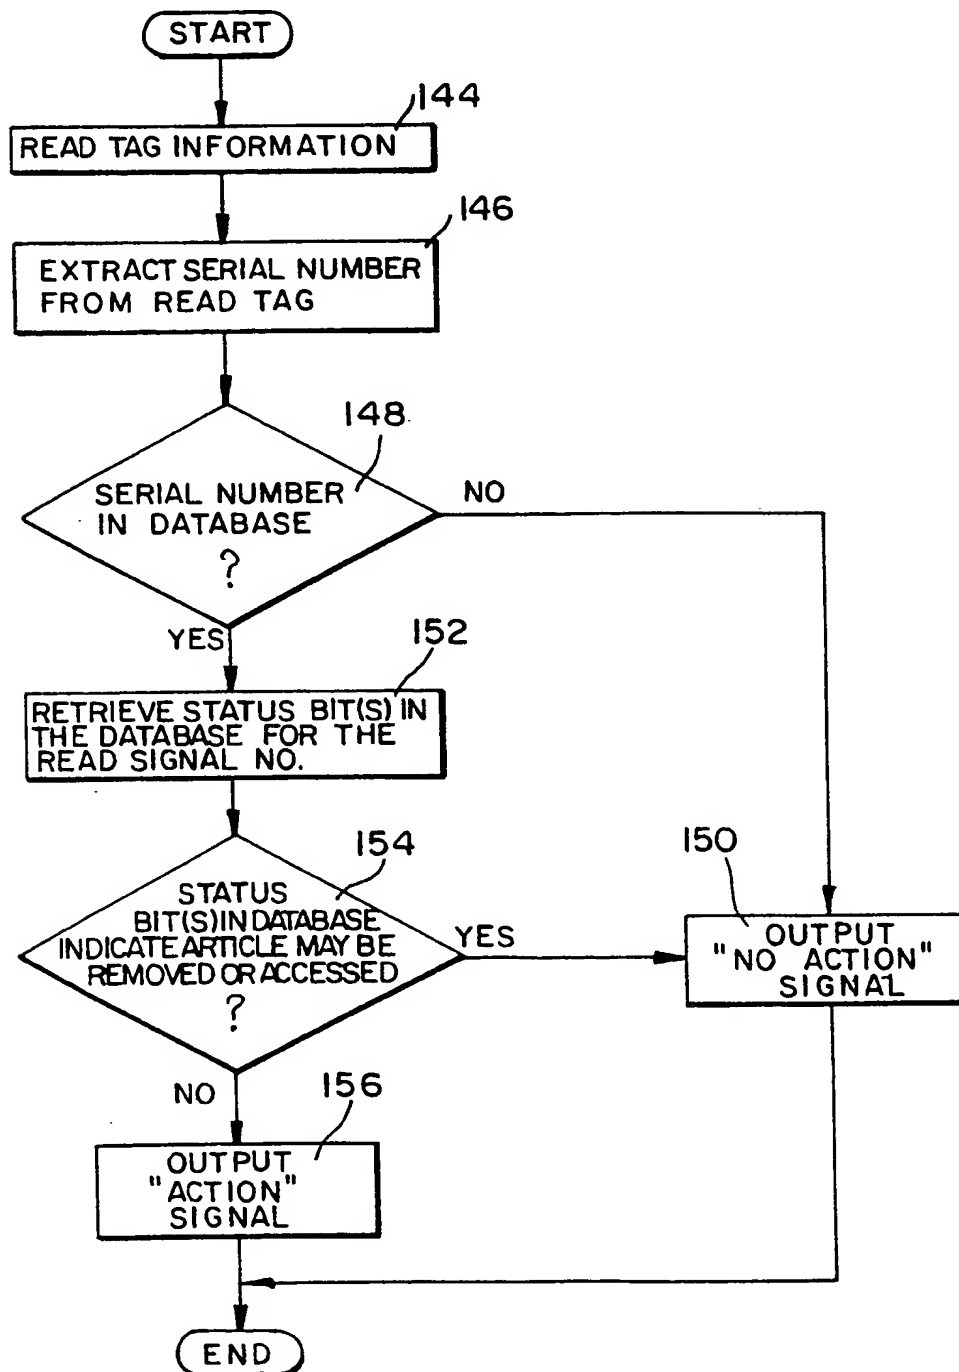 START
144
READ TAG INFORMATION
146
EXTRACT SERIAL NUMBER
FROM READ TAG
148
SERIAL NUMBER
IN DATABASE
?
NO
YES
152
RETRIEVE STATUS BIT(S) IN
THE DATABASE FOR THE
READ SIGNAL NO.
154
STATUS
BIT(S) IN DATABASE
INDICATE ARTICLE MAY BE
REMOVED OR ACCESSED
?
YES
150
OUTPUT
"NO ACTION"
SIGNAL
NO
156
OUTPUT
"ACTION"
SIGNAL
END